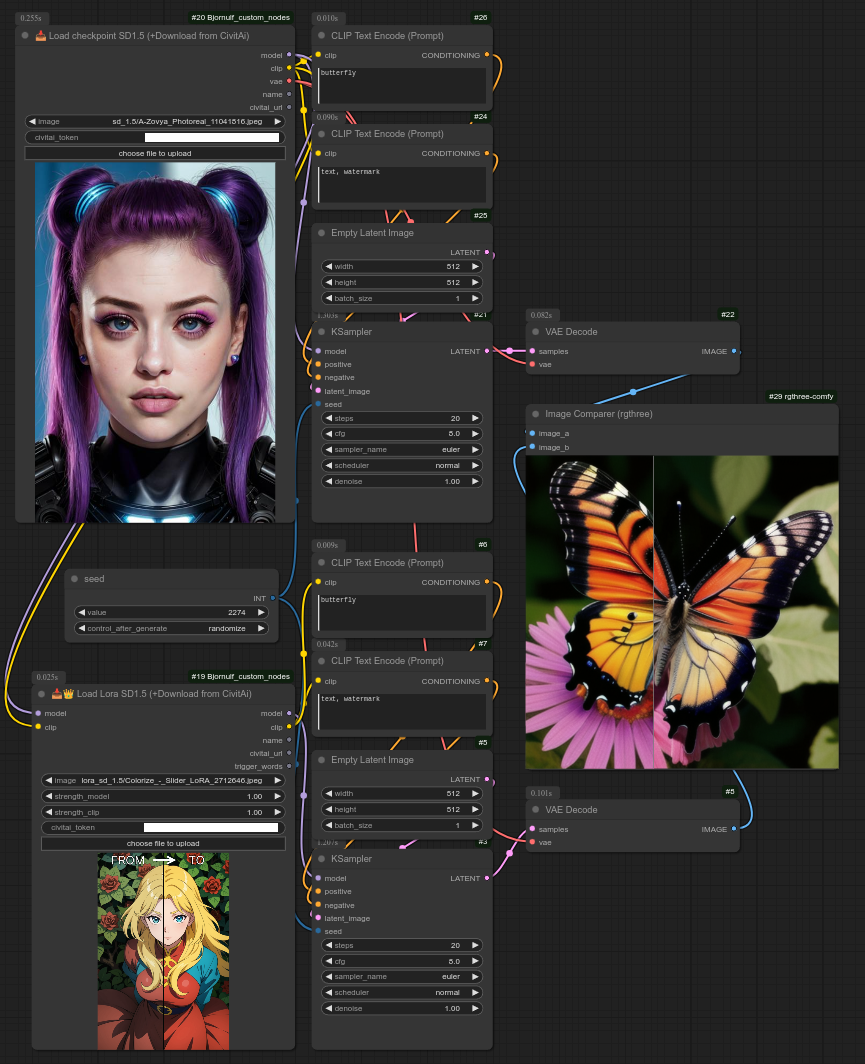 0.255s
#20 Bjornulf_custom_nodes
Load checkpoint SD1.5 (+Download from CivitAi)
model
clip
vae
name
civitai_url
image sd_1.5/A-Zovya_Photoreal_11041816.jpeg
civitai_token
choose file to upload
0.010s
#26
CLIP Text Encode (Prompt)
clip CONDITIONING
butterfly
0.090s
#24
CLIP Text Encode (Prompt)
clip CONDITIONING
text, watermark
#25
Empty Latent Image
LATENT
width 512
height 512
batch_size 1
#21
KSampler
model LATENT
positive
negative
latent_image
seed
steps 20
cfg 8.0
sampler_name euler
scheduler normal
denoise 1.00
0.082s
#22
VAE Decode
samples IMAGE
vae
#29 rgthree-comfy
Image Comparer (rgthree)
image_a
image_b
seed
INT
value 2274
control_after_generate randomize
0.025s
#19 Bjornulf_custom_nodes
Load Lora SD1.5 (+Download from CivitAi)
model model
clip clip
name
civitai_url
trigger_words
image lora_sd_1.5/Colorize_-_Slider_LoRA_2712646.jpeg
strength_model 1.00
strength_clip 1.00
civitai_token
choose file to upload
FROM TO
0.009s
#6
CLIP Text Encode (Prompt)
clip CONDITIONING
butterfly
0.042s
#7
CLIP Text Encode (Prompt)
clip CONDITIONING
text, watermark
#5
Empty Latent Image
LATENT
width 512
height 512
batch_size 1
#3
KSampler
model LATENT
positive
negative
latent_image
seed
steps 20
cfg 8.0
sampler_name euler
scheduler normal
denoise 1.00
0.101s
#8
VAE Decode
samples IMAGE
vae